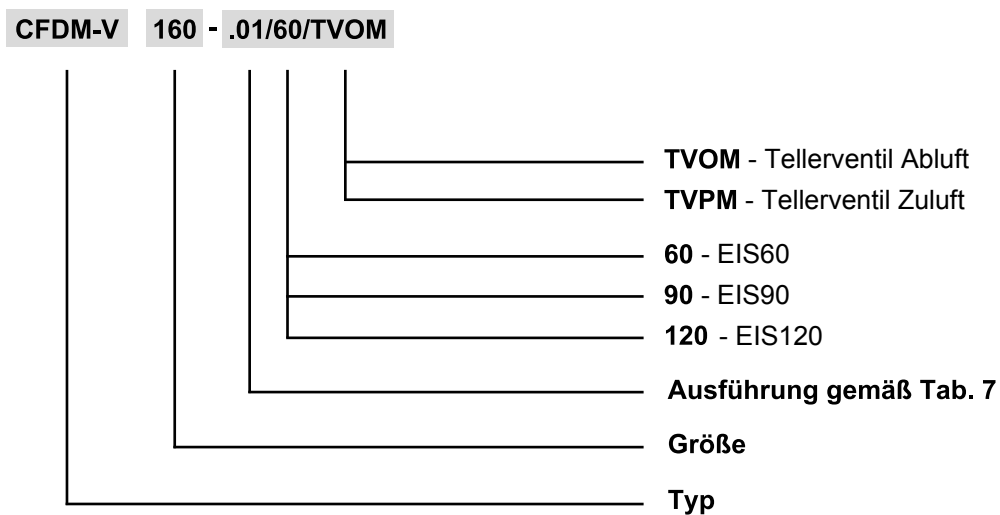 CFDM-V 160 - .01/60/TVOM
TVOM - Tellerventil Abluft
TVPM - Tellerventil Zuluft
60 - EIS60
90 - EIS90
120 - EIS120
Ausführung gemäß Tab. 7
Größe
Typ